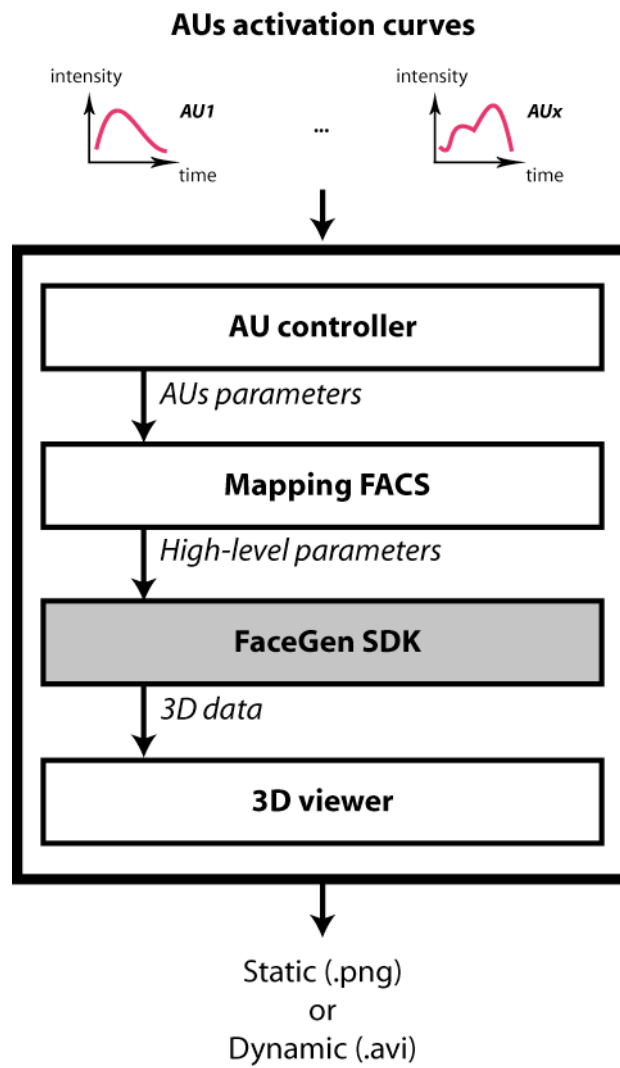 AUs activation curves
intensity
AU1
time
...
intensity
AUx
time
AU controller
AUs parameters
Mapping FACS
High-level parameters
FaceGen SDK
3D data
3D viewer
Static (.png)
or
Dynamic (.avi)